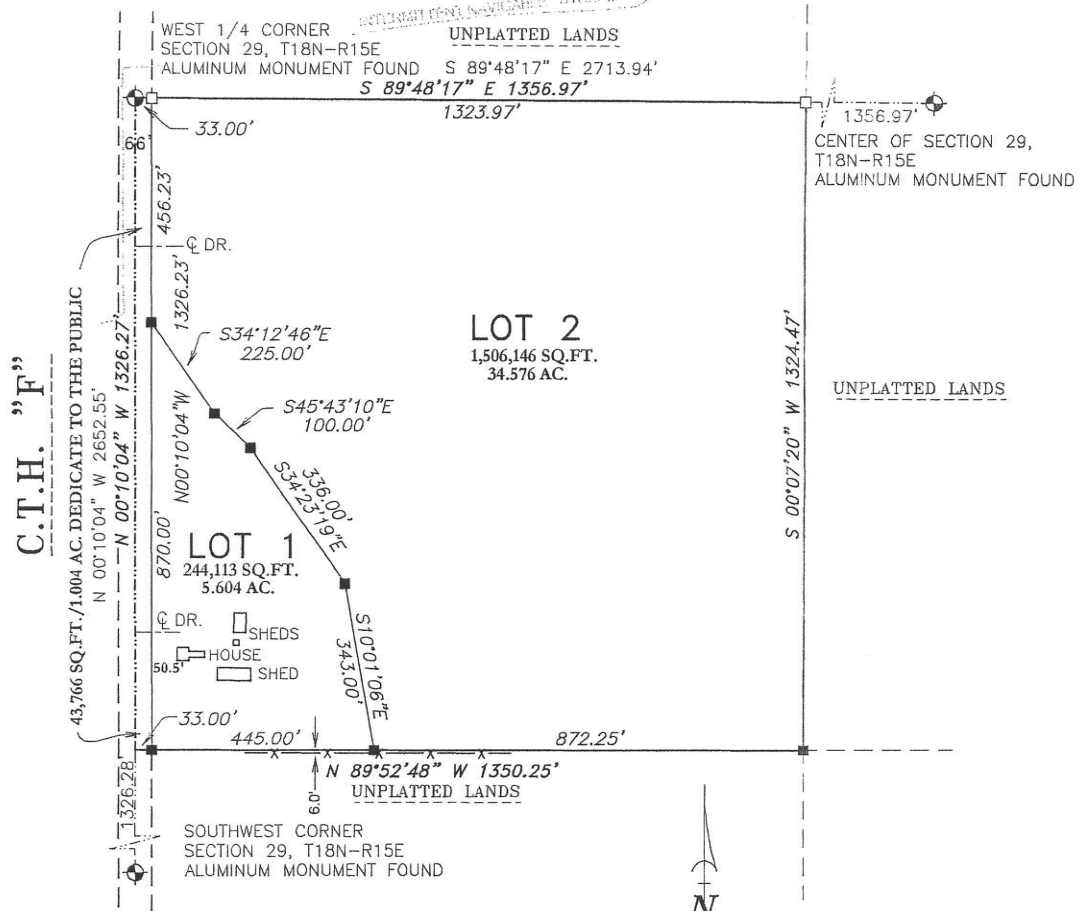 INTERMITTENT NAVIGABLE
WEST 1/4 CORNER
SECTION 29, T18N-R15E
ALUMINUM MONUMENT FOUND
UNPLATTED LANDS
S 89°48'17" E 2713.94'
S 89°48'17" E 1356.97'
1323.97'
33.00'
66'
1356.97'
CENTER OF SECTION 29,
T18N-R15E
ALUMINUM MONUMENT FOUND
456.23'
℄ DR.
1326.23'
S34°12'46"E
225.00'
S45°43'10"E
100.00'
336.00'
S34°23'19"E
S10°01'06"E
343.00'
LOT 2
1,506,146 SQ.FT.
34.576 AC.
UNPLATTED LANDS
S 00°07'20" W 1324.47'
C.T.H. "F"
43,766 SQ.FT./1.004 AC. DEDICATE TO THE PUBLIC
N 00°10'04" W 2652.55'
N 00°10'04" W 1326.27'
N00°10'04"W
870.00'
LOT 1
244,113 SQ.FT.
5.604 AC.
℄ DR.
SHEDS
HOUSE
50.5'
SHED
33.00'
445.00'
872.25'
N 89°52'48" W 1350.25'
UNPLATTED LANDS
6.0'
1326.28
SOUTHWEST CORNER
SECTION 29, T18N-R15E
ALUMINUM MONUMENT FOUND
N